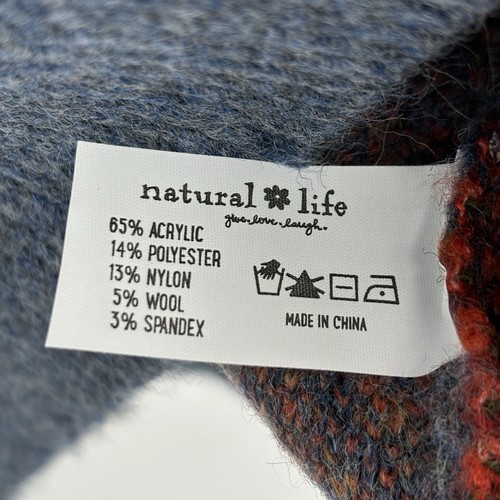 natural life
give.love.laugh.
65% ACRYLIC
14% POLYESTER
13% NYLON
5% WOOL
3% SPANDEX
MADE IN CHINA